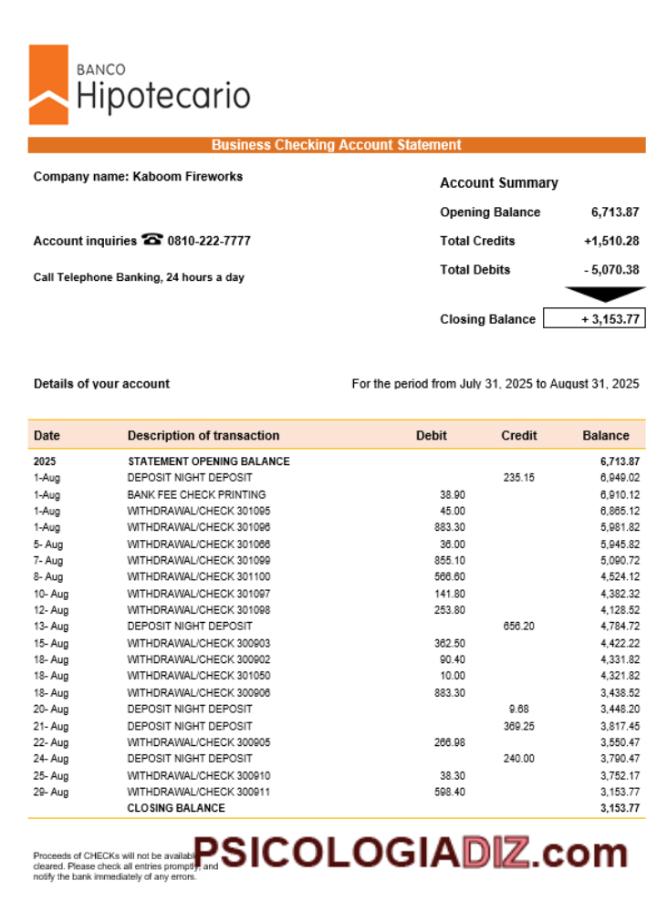 BANCO
Hipotecario
Business Checking Account Statement
Company name: Kaboom Fireworks
Account Summary
Opening Balance 6,713.87
Account inquiries ☎ 0810-222-7777
Total Credits +1,510.28
Call Telephone Banking, 24 hours a day
Total Debits - 5,070.38
Closing Balance + 3,153.77
Details of your account For the period from July 31, 2025 to August 31, 2025
Date Description of transaction Debit Credit Balance
2025 STATEMENT OPENING BALANCE 6,713.87
1-Aug DEPOSIT NIGHT DEPOSIT 235.15 6,949.02
1-Aug BANK FEE CHECK PRINTING 38.90 6,910.12
1-Aug WITHDRAWAL/CHECK 301095 45.00 6,865.12
1-Aug WITHDRAWAL/CHECK 301096 883.30 5,981.82
5- Aug WITHDRAWAL/CHECK 301066 36.00 5,945.82
7- Aug WITHDRAWAL/CHECK 301099 855.10 5,090.72
8- Aug WITHDRAWAL/CHECK 301100 566.60 4,524.12
10- Aug WITHDRAWAL/CHECK 301097 141.80 4,382.32
12- Aug WITHDRAWAL/CHECK 301098 253.80 4,128.52
13- Aug DEPOSIT NIGHT DEPOSIT 656.20 4,784.72
15- Aug WITHDRAWAL/CHECK 300903 362.50 4,422.22
18- Aug WITHDRAWAL/CHECK 300902 90.40 4,331.82
18- Aug WITHDRAWAL/CHECK 301050 10.00 4,321.82
18- Aug WITHDRAWAL/CHECK 300906 883.30 3,438.52
20- Aug DEPOSIT NIGHT DEPOSIT 9.68 3,448.20
21- Aug DEPOSIT NIGHT DEPOSIT 369.25 3,817.45
22- Aug WITHDRAWAL/CHECK 300905 266.98 3,550.47
24- Aug DEPOSIT NIGHT DEPOSIT 240.00 3,790.47
25- Aug WITHDRAWAL/CHECK 300910 38.30 3,752.17
29- Aug WITHDRAWAL/CHECK 300911 598.40 3,153.77
CLOSING BALANCE 3,153.77
Proceeds of CHECKs will not be available
cleared. Please check all entries promptly, and
notify the bank immediately of any errors.
PSICOLOGIADIZ.com